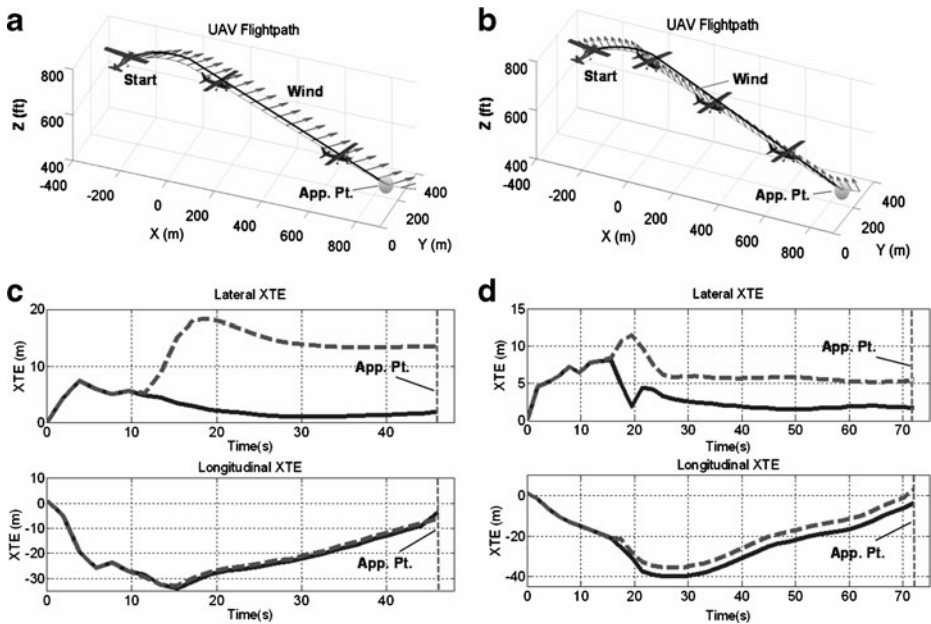 a
UAV Flightpath
Z (ft)
800
600
400
Start
Wind
App. Pt.
-400
-200
0
200
400
600
800
X (m)
0
200
400
Y (m)
b
UAV Flightpath
Z (ft)
800
600
400
Start
Wind
App. Pt.
-400
-200
0
200
400
600
800
X (m)
0
200
400
Y (m)
c
Lateral XTE
XTE (m)
20
10
0
App. Pt.
0 10 20 30 40
Time(s)
Longitudinal XTE
XTE (m)
10
0
-10
-20
-30
App. Pt.
0 10 20 30 40
Time(s)
d
Lateral XTE
XTE (m)
15
10
5
0
App. Pt.
0 10 20 30 40 50 60 70
Time(s)
Longitudinal XTE
XTE (m)
20
0
-20
-40
App. Pt.
0 10 20 30 40 50 60 70
Time(s)